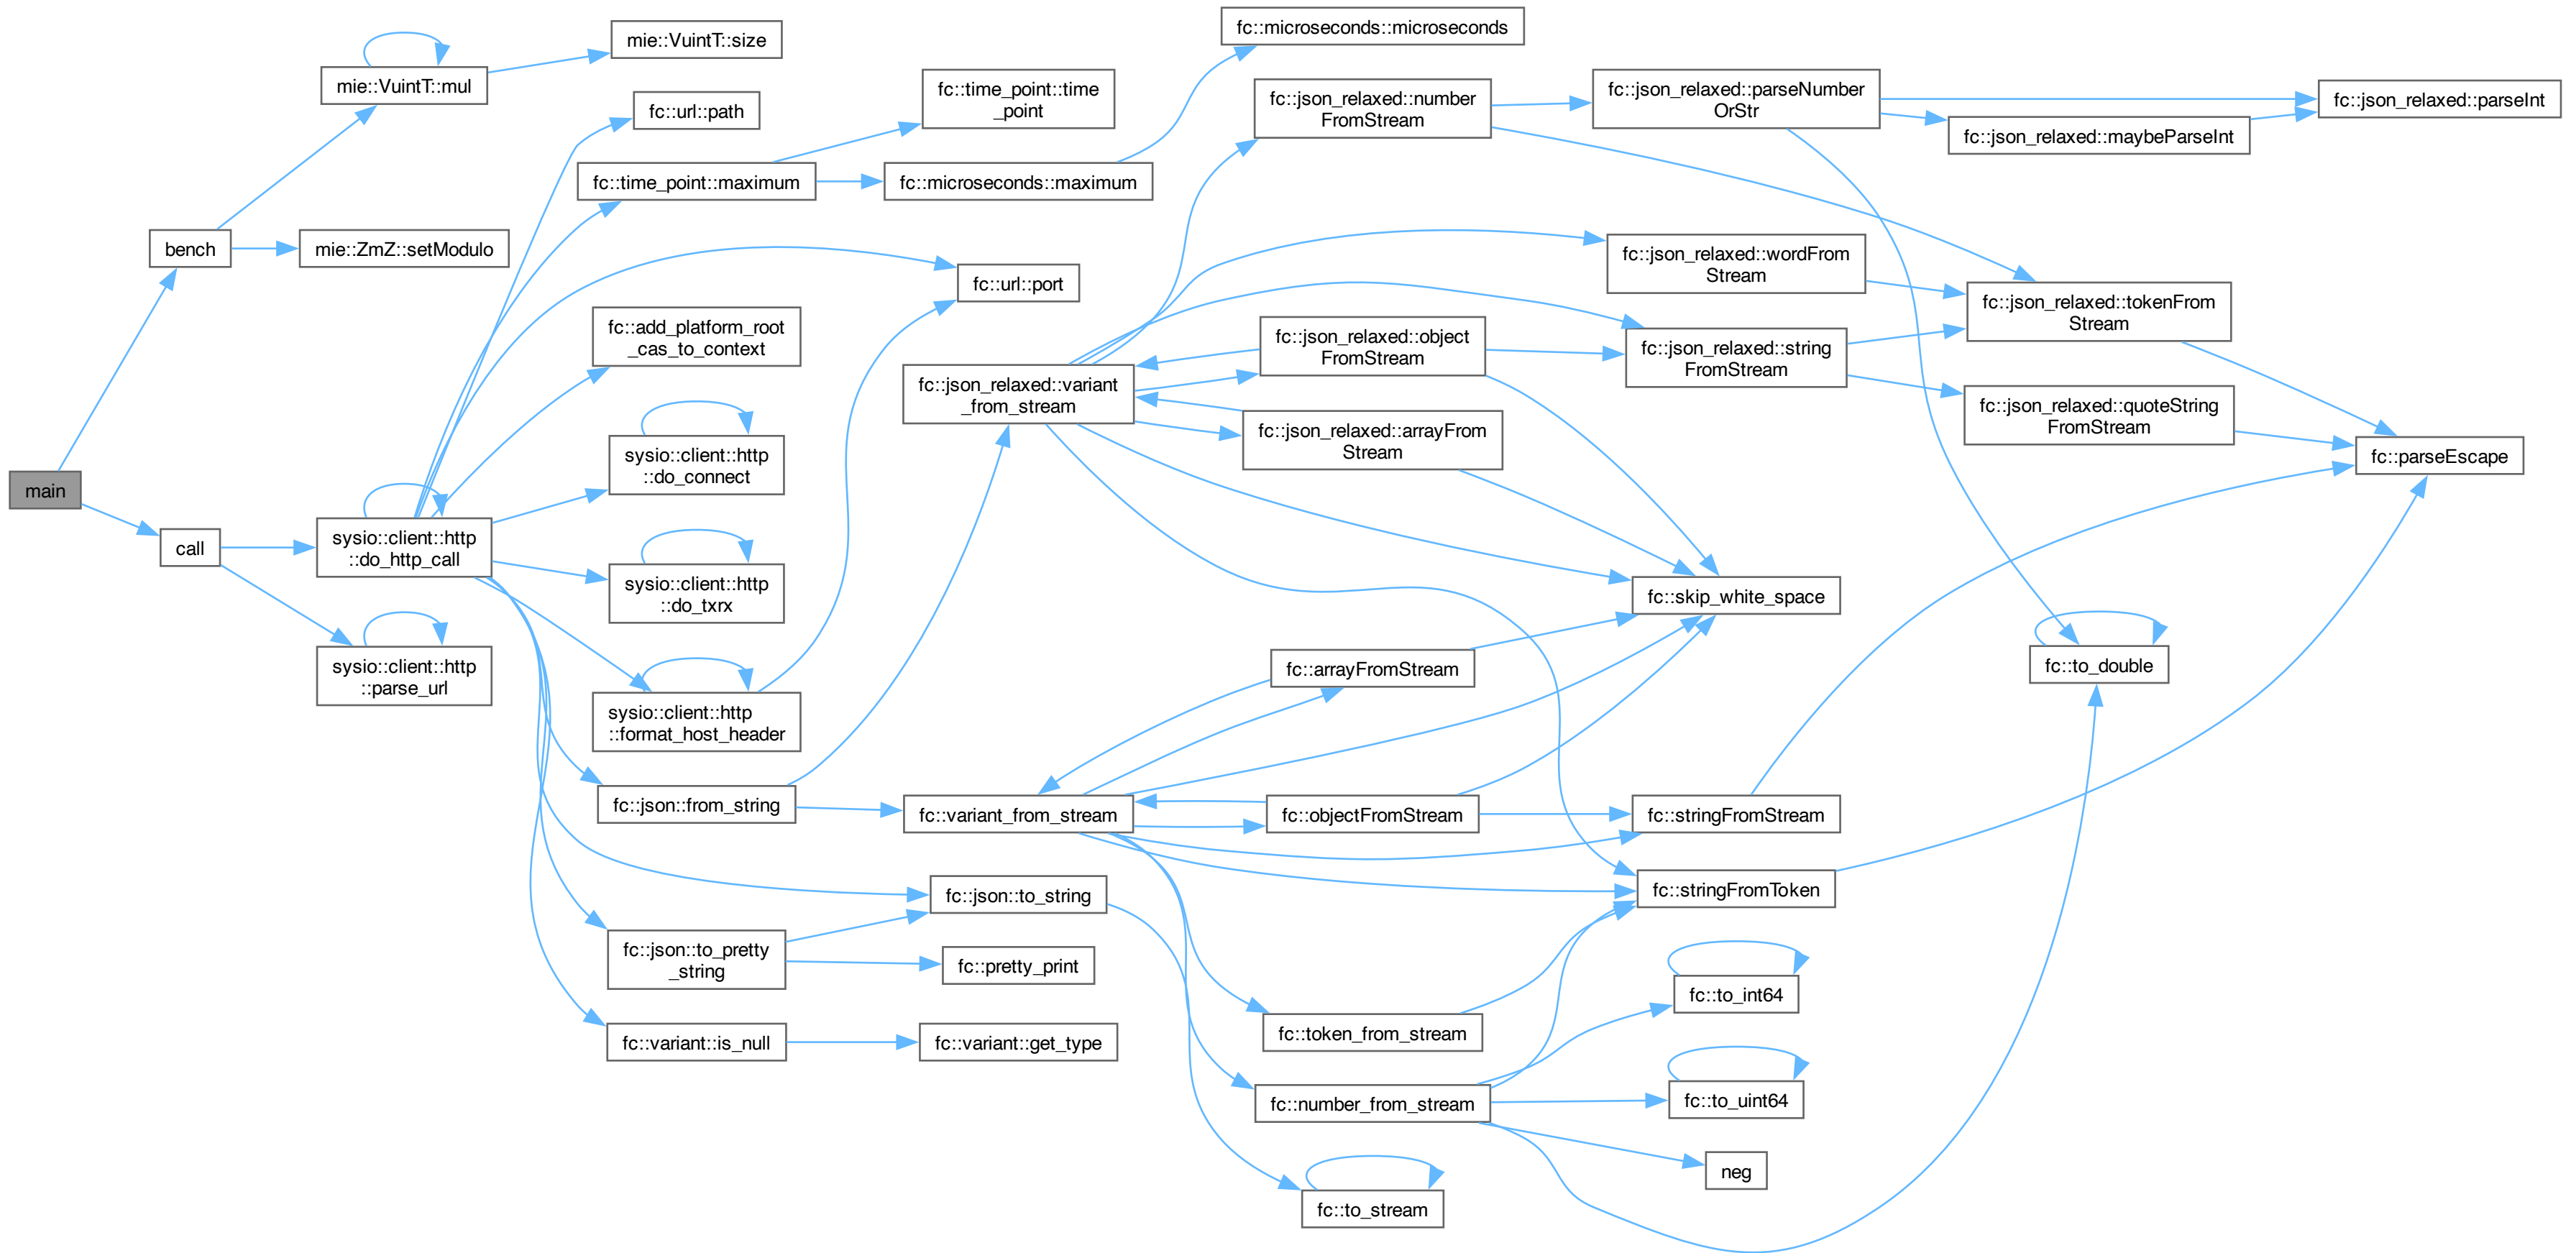 main
bench
call
mie::VuintT::mul
mie::ZmZ::setModulo
sysio::client::http
::do_http_call
sysio::client::http
::parse_url
mie::VuintT::size
fc::url::path
fc::time_point::maximum
fc::add_platform_root
_cas_to_context
sysio::client::http
::do_connect
sysio::client::http
::do_txrx
sysio::client::http
::format_host_header
fc::json::from_string
fc::json::to_pretty
_string
fc::variant::is_null
fc::time_point::time
_point
fc::microseconds::maximum
fc::url::port
fc::json_relaxed::variant
_from_stream
fc::variant_from_stream
fc::json::to_string
fc::pretty_print
fc::variant::get_type
fc::microseconds::microseconds
fc::json_relaxed::number
FromStream
fc::json_relaxed::object
FromStream
fc::json_relaxed::arrayFrom
Stream
fc::arrayFromStream
fc::objectFromStream
fc::token_from_stream
fc::number_from_stream
fc::to_stream
fc::json_relaxed::parseNumber
OrStr
fc::json_relaxed::wordFrom
Stream
fc::json_relaxed::string
FromStream
fc::skip_white_space
fc::stringFromStream
fc::stringFromToken
fc::to_int64
fc::to_uint64
neg
fc::json_relaxed::maybeParseInt
fc::json_relaxed::tokenFrom
Stream
fc::json_relaxed::quoteString
FromStream
fc::to_double
fc::json_relaxed::parseInt
fc::parseEscape